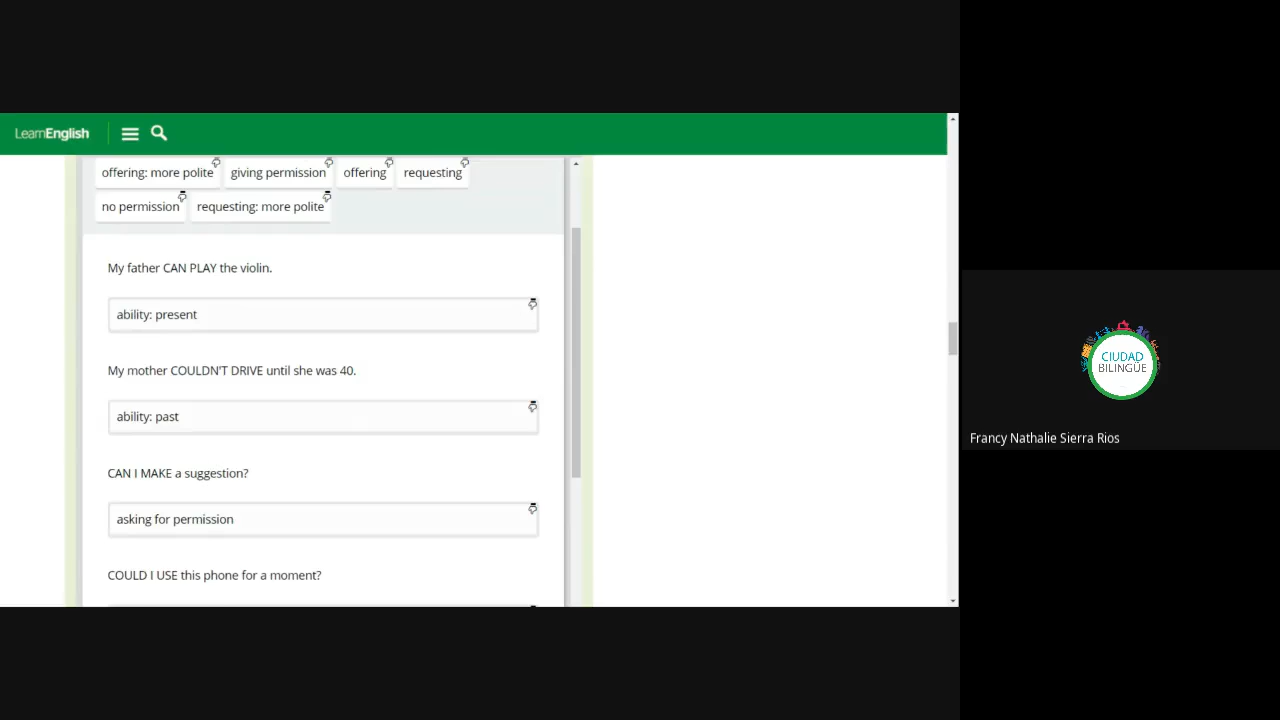 LearnEnglish
offering: more polite giving permission offering requesting
no permission requesting: more polite
My father CAN PLAY the violin.
ability: present
My mother COULDN'T DRIVE until she was 40.
ability: past
CAN I MAKE a suggestion?
asking for permission
COULD I USE this phone for a moment?
CIUDAD
BILINGÜE
Francy Nathalie Sierra Rios